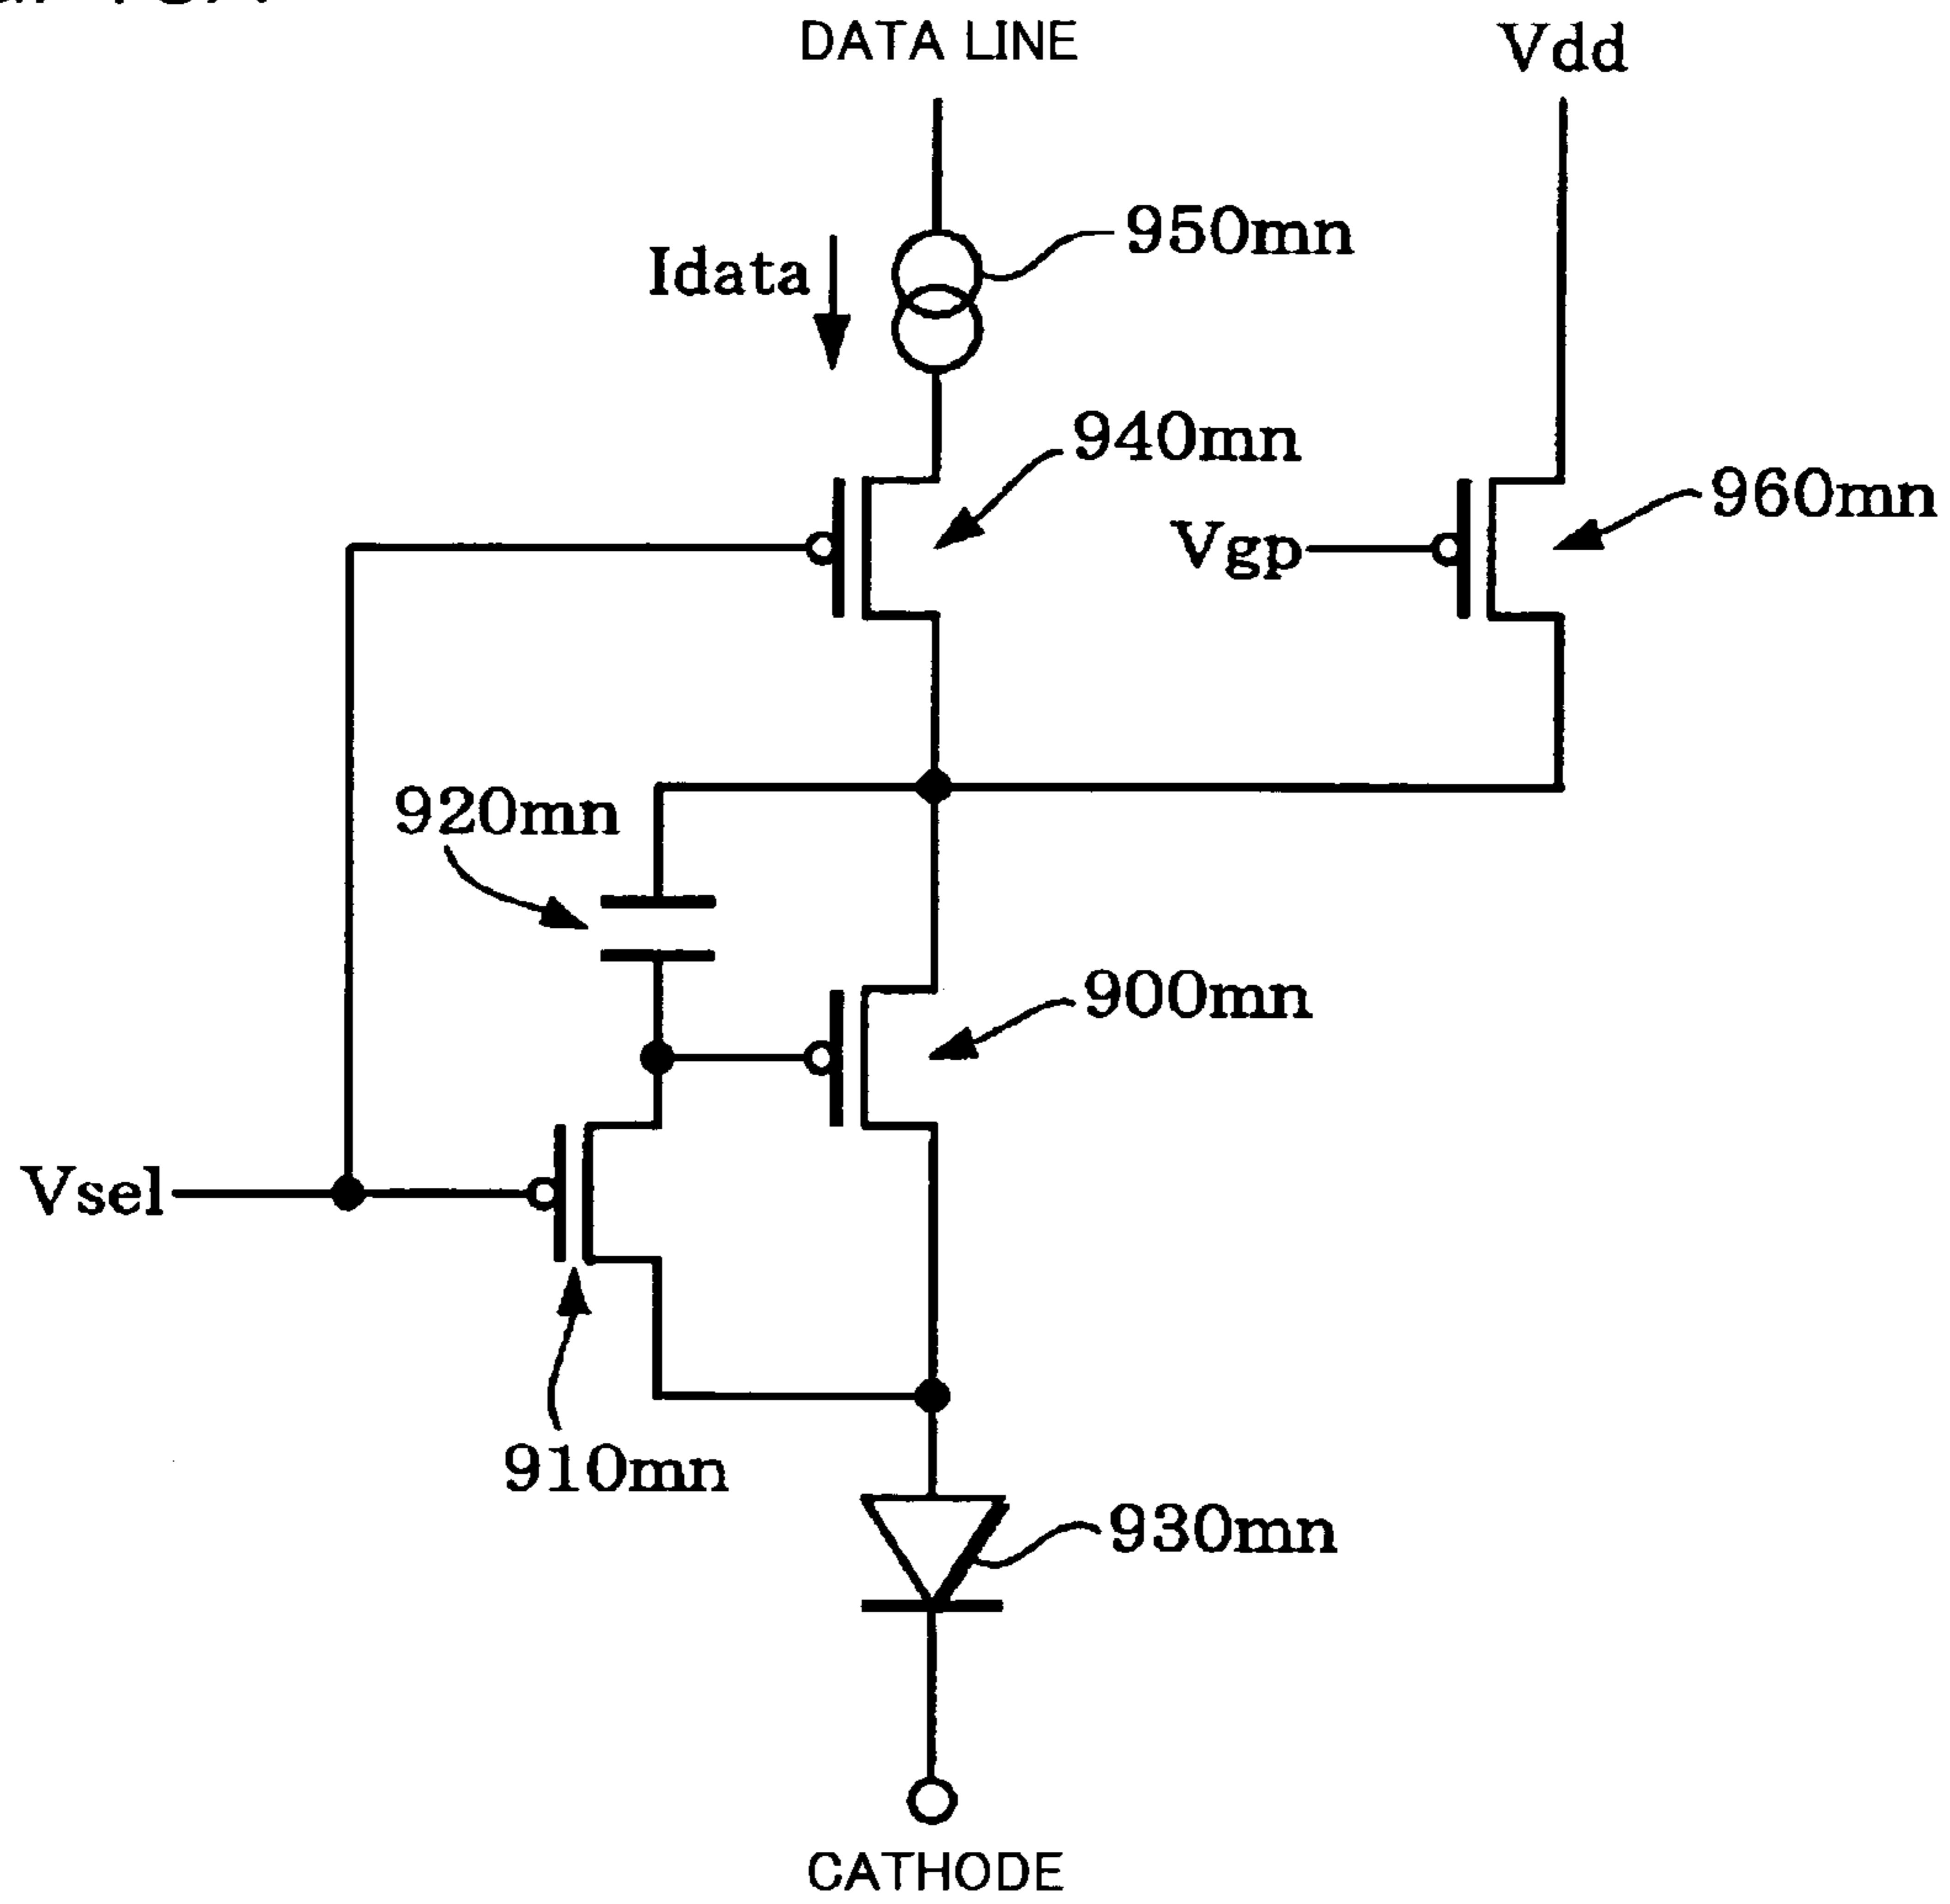 DATA LINE
Vdd
950mn
Idata
940mn
960mn
Vgp
920mn
900mn
Vsel
910mn
930mn
CATHODE